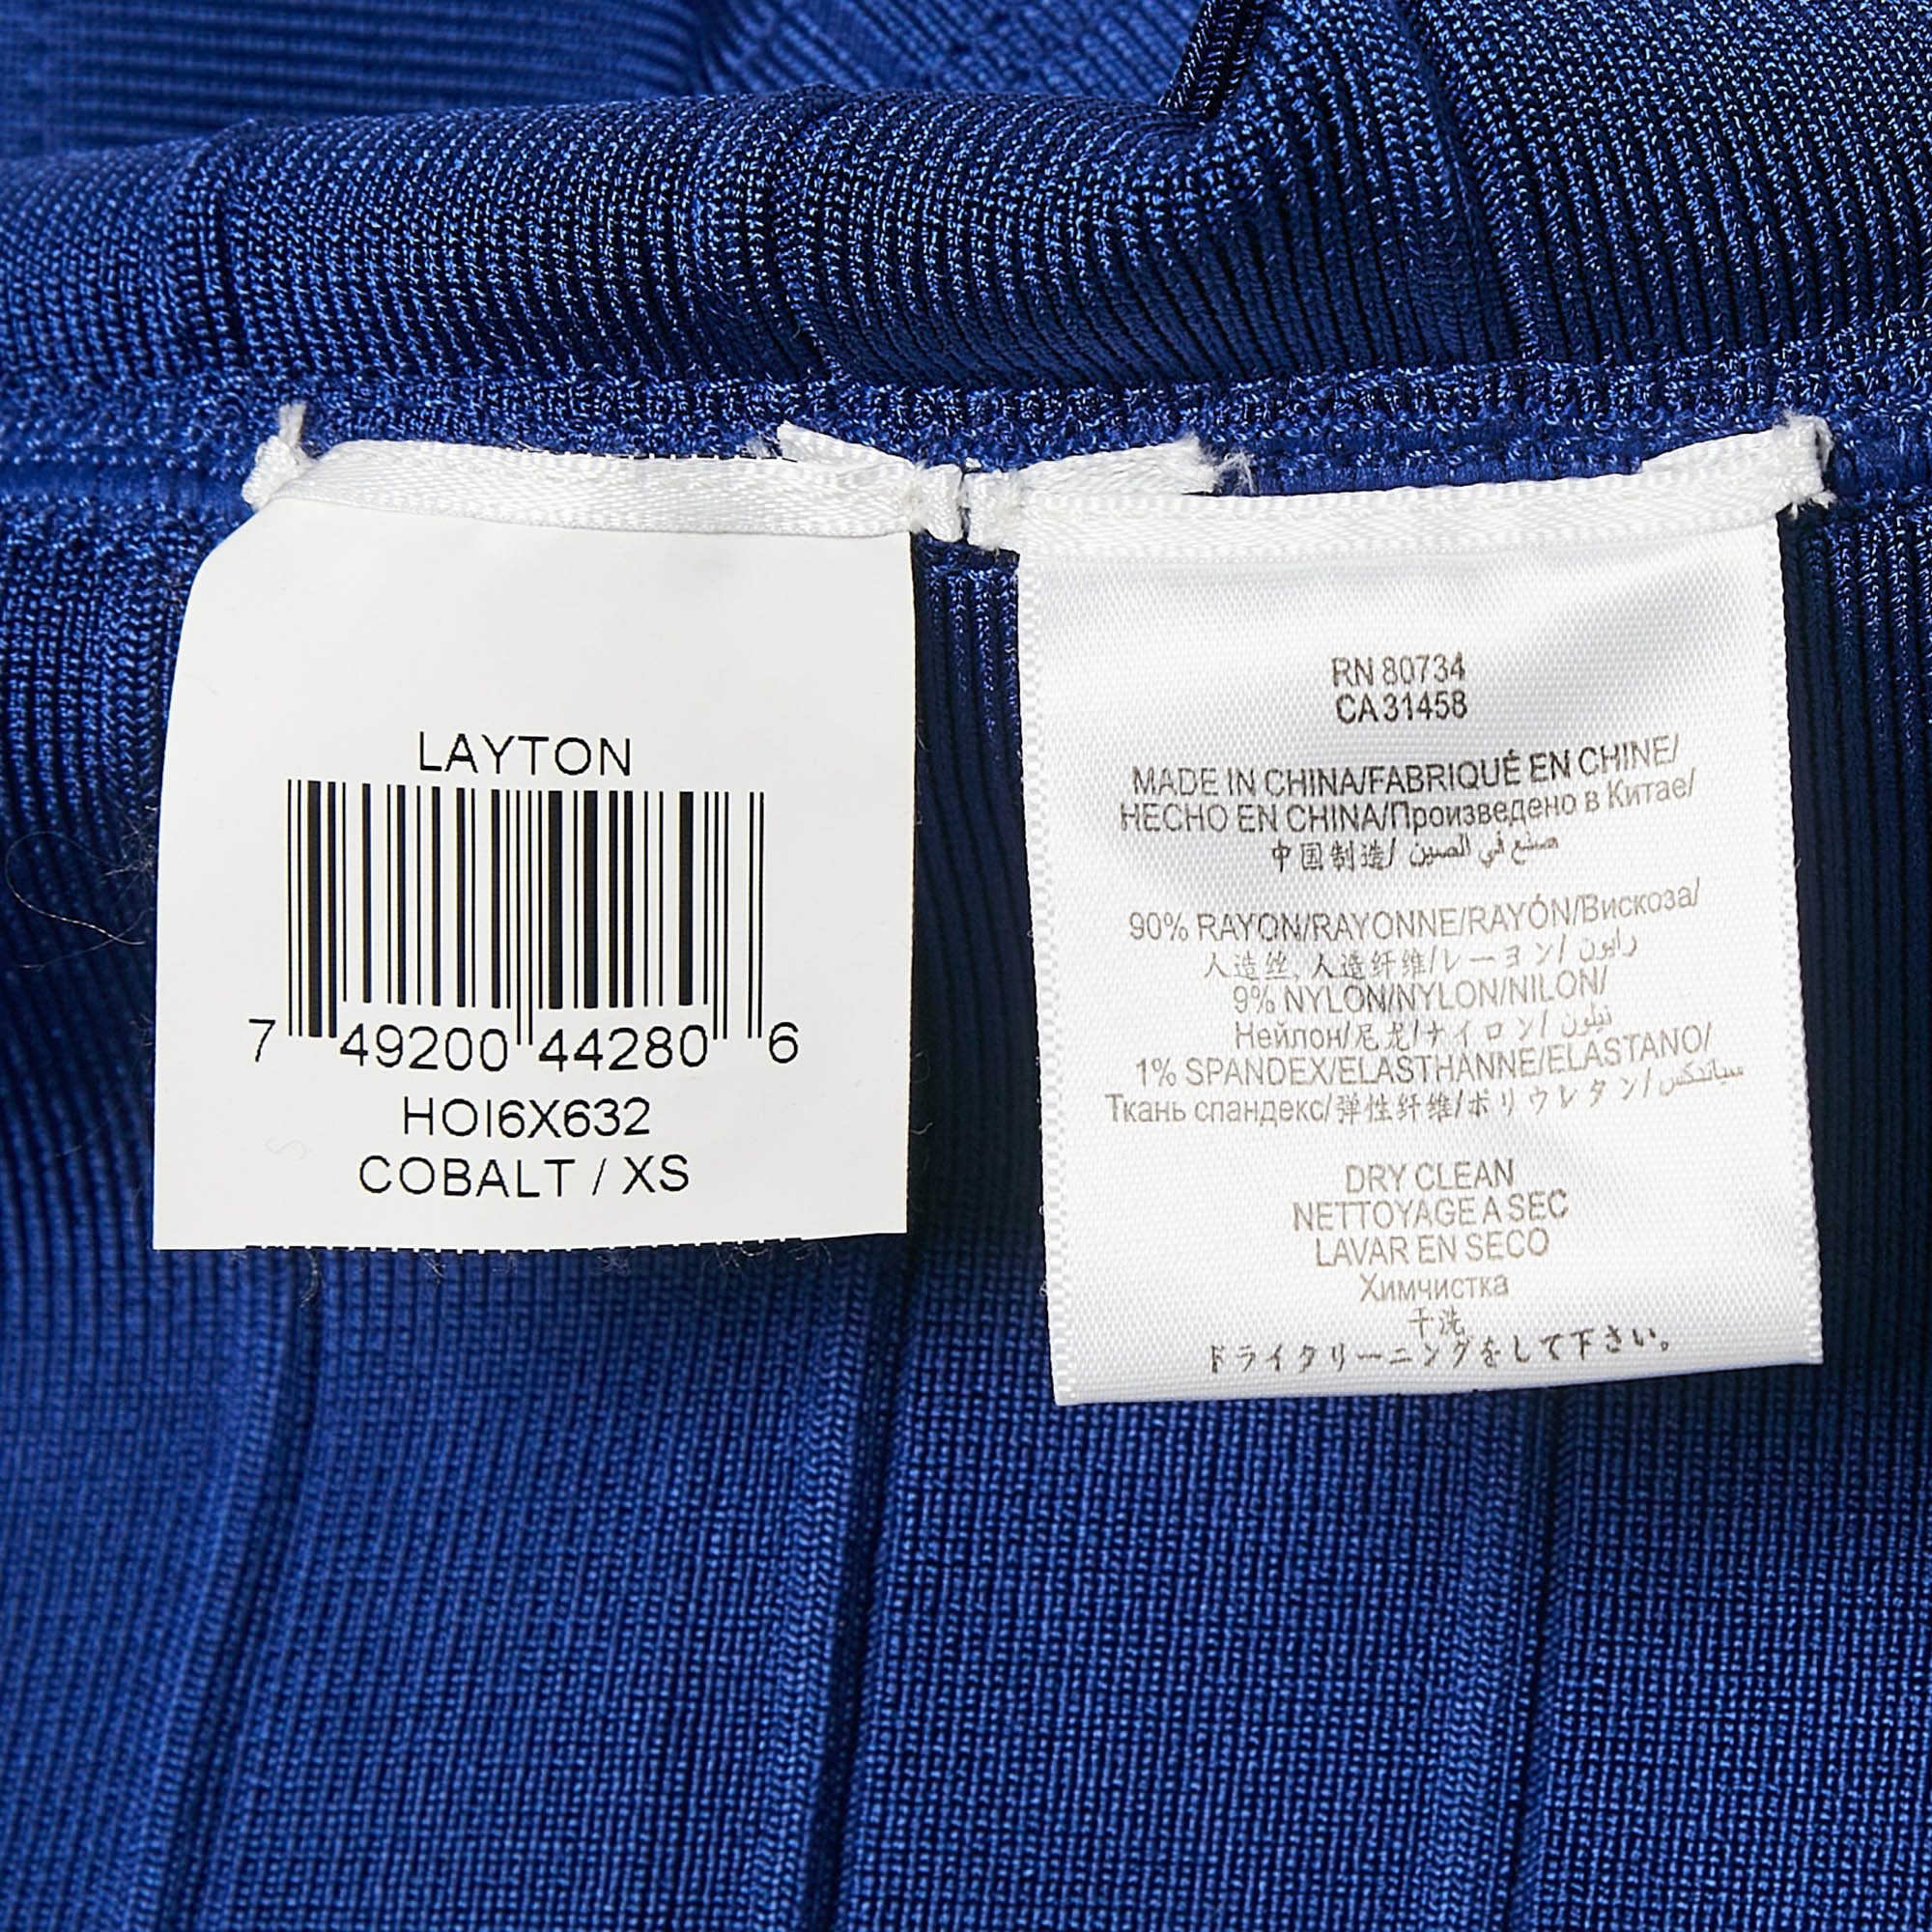 LAYTON
7 49200 44280 6
HOI6X632
COBALT / XS
RN 80734
CA 31458
MADE IN CHINA/FABRIQUÉ EN CHINE/
HECHO EN CHINA/Произведено в Китае/
中国制造/ صنع في الصين
90% RAYON/RAYONNE/RAYÓN/Вискоза/
人造丝, 人造纤维/レーヨン/ رايون
9% NYLON/NYLON/NILON/
Нейлон/尼龙/ナイロン/ نيلون
1% SPANDEX/ELASTHANNE/ELASTANO/
Ткань спандекс/弹性纤维/ポリウレタン/ سباندكس
DRY CLEAN
NETTOYAGE A SEC
LAVAR EN SECO
Химчистка
干洗
ドライクリーニングをして下さい。